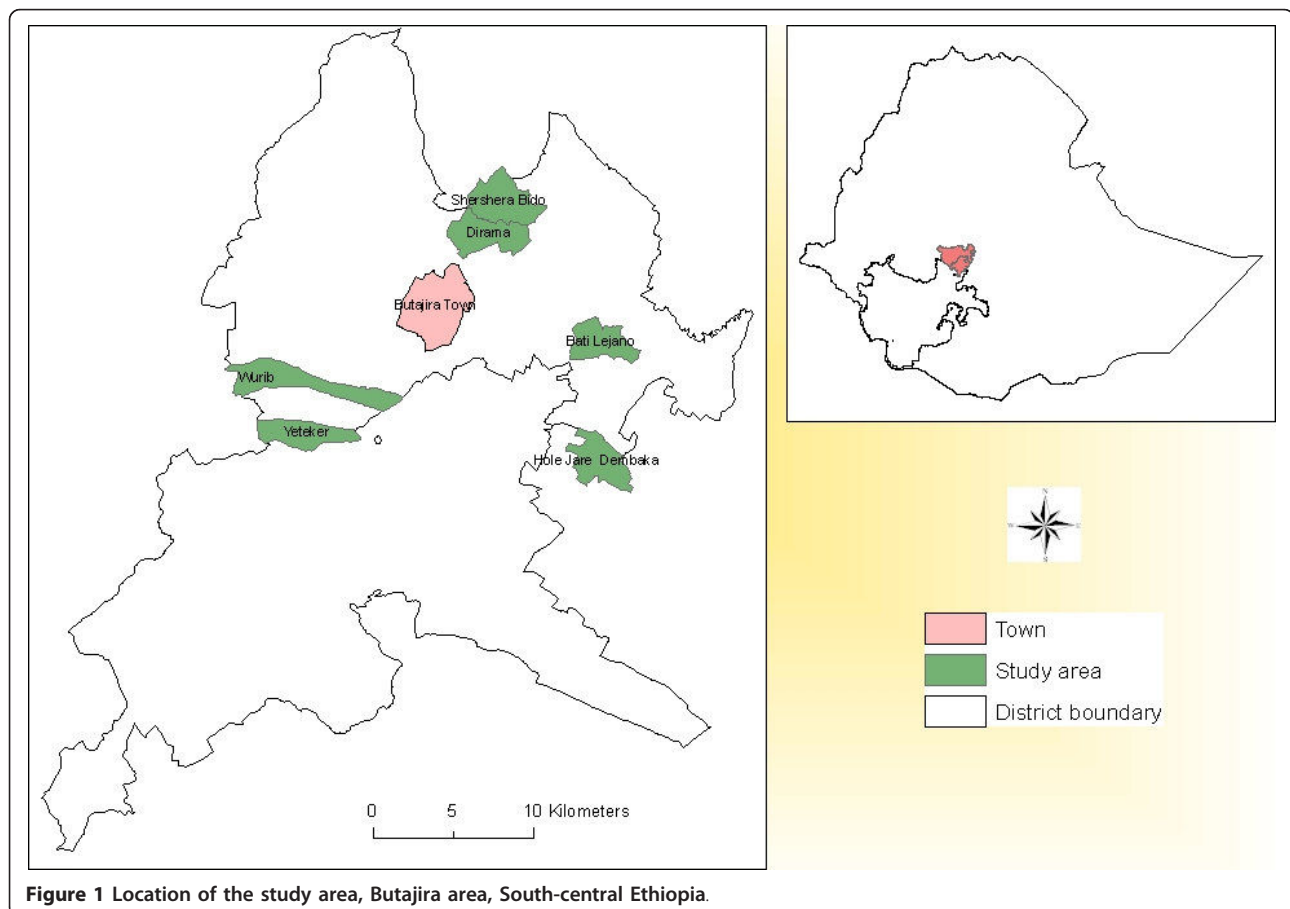 Shershera Bido
Dirama
Butajira Town
Bati Lejano
Wurib
Yeteker
Hole Jare Dembaka
0 5 10 Kilometers
N
W E
S
Town
Study area
District boundary
Figure 1 Location of the study area, Butajira area, South-central Ethiopia.